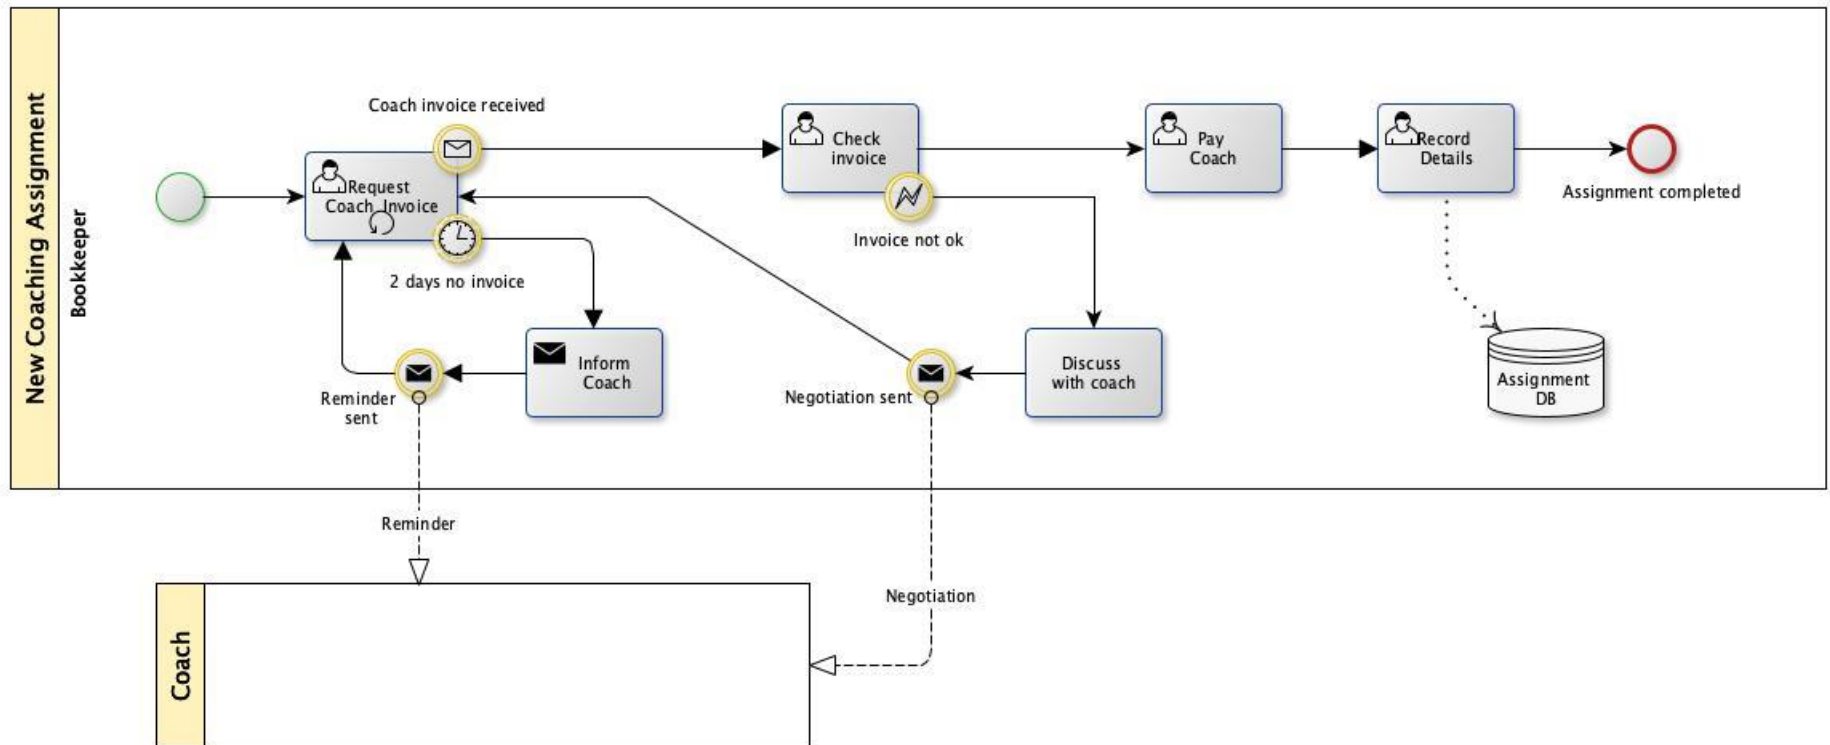 New Coaching Assignment
Bookkeeper
Coach invoice received
Request
Coach Invoice
2 days no invoice
Inform
Coach
Reminder
sent
Check
invoice
Invoice not ok
Discuss
with coach
Negotiation sent
Pay
Coach
Record
Details
Assignment completed
Assignment
DB
Reminder
Negotiation
Coach